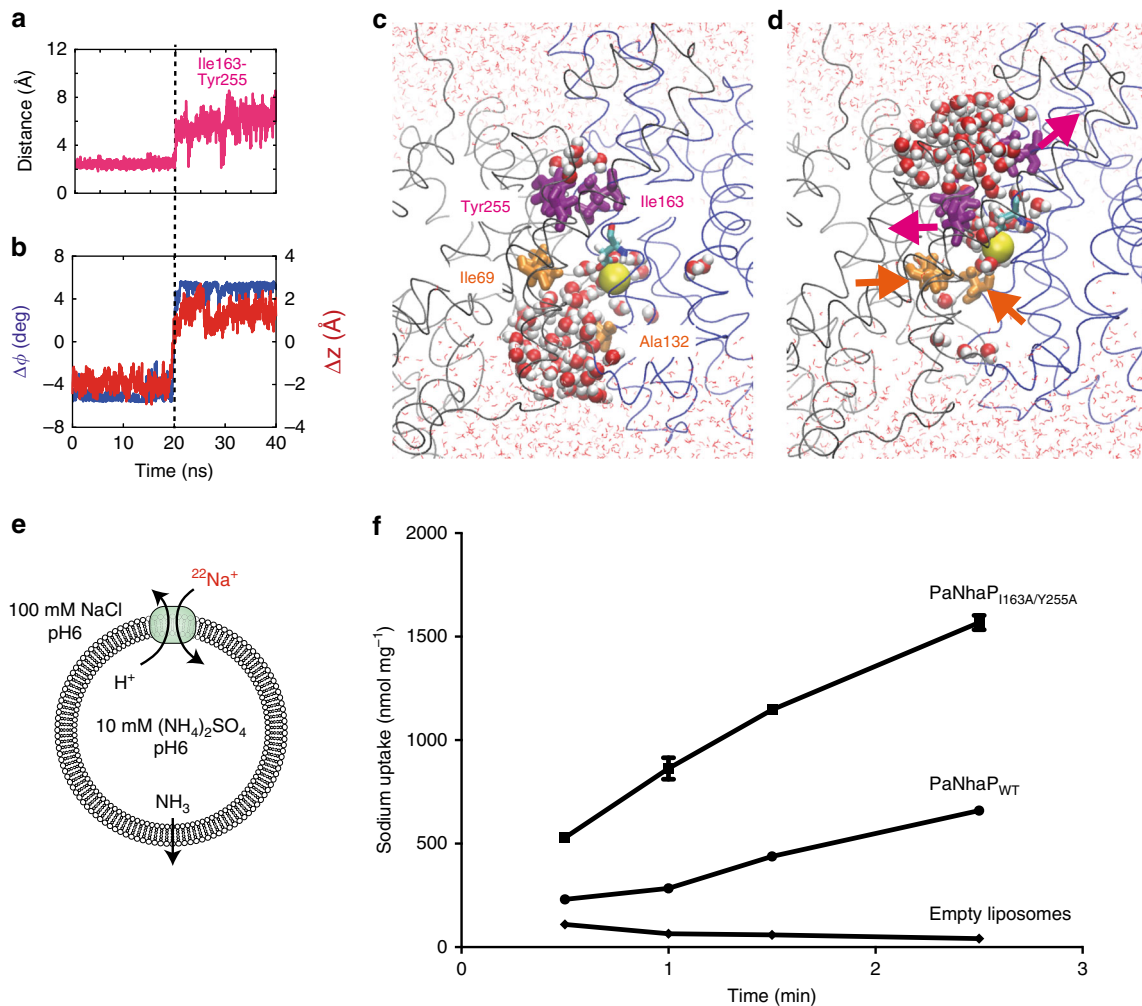 a
Distance (Å)
12
8
4
0
Ile163-
Tyr255
b
Δϕ (deg)
8
4
0
–4
–8
4
2
0
–2
–4
Δz (Å)
0 10 20 30 40
Time (ns)
c
Tyr255
Ile163
Ile69
Ala132
d
e
²²Na⁺
100 mM NaCl
pH6
H⁺
10 mM (NH₄)₂SO₄
pH6
NH₃
f
Sodium uptake (nmol mg⁻¹)
2000
1500
1000
500
0
PaNhaP_I163A/Y255A
PaNhaP_WT
Empty liposomes
0 1 2 3
Time (min)